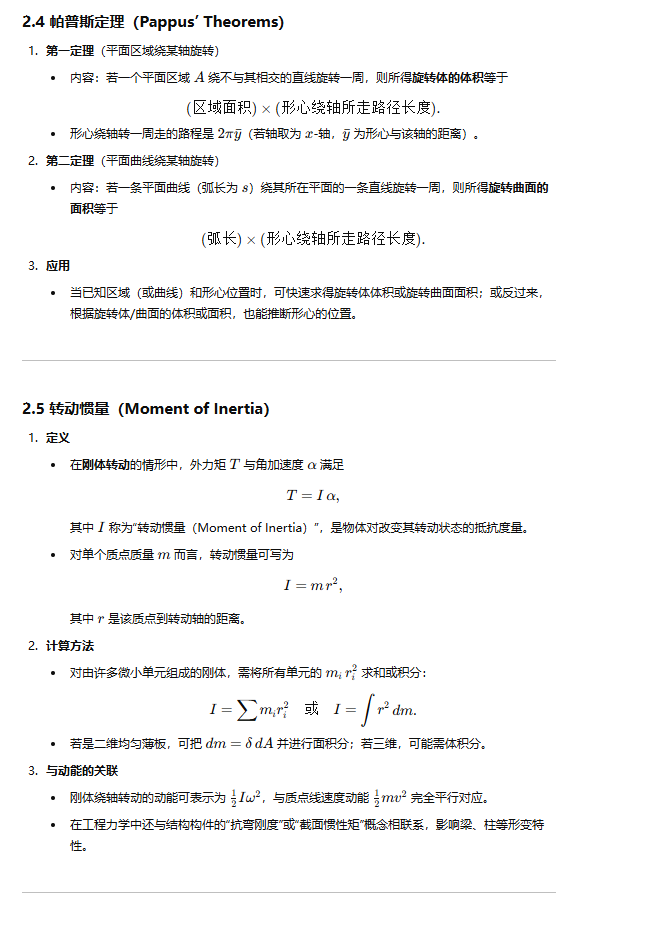 2.4 帕普斯定理（Pappus’ Theorems）
1. 第一定理（平面区域绕某轴旋转）
• 内容：若一个平面区域 A 绕不与其相交的直线旋转一周，则所得旋转体的体积等于
(区域面积) × (形心绕轴所走路径长度).
• 形心绕轴转一周走的路程是 2πȳ（若轴取为 x-轴，ȳ 为形心与该轴的距离）。
2. 第二定理（平面曲线绕某轴旋转）
• 内容：若一条平面曲线（弧长为 s）绕其所在平面的一条直线旋转一周，则所得旋转曲面的
面积等于
(弧长) × (形心绕轴所走路径长度).
3. 应用
• 当已知区域（或曲线）和形心位置时，可快速求得旋转体体积或旋转曲面面积；或反过来，
根据旋转体/曲面的体积或面积，也能推断形心的位置。
2.5 转动惯量（Moment of Inertia）
1. 定义
• 在刚体转动的情形中，外力矩 T 与角加速度 α 满足
T = I α,
其中 I 称为“转动惯量（Moment of Inertia）”，是物体对改变其转动状态的抵抗度量。
• 对单个质点质量 m 而言，转动惯量可写为
I = m r²,
其中 r 是该质点到转动轴的距离。
2. 计算方法
• 对由许多微小单元组成的刚体，需将所有单元的 mᵢ rᵢ² 求和或积分：
I = ∑ mᵢrᵢ² 或 I = ∫ r² dm.
• 若是二维均匀薄板，可把 dm = δ dA 并进行面积分；若三维，可能需体积分。
3. 与动能的关联
• 刚体绕轴转动的动能可表示为 ½Iω²，与质点线速度动能 ½mv² 完全平行对应。
• 在工程力学中还与结构构件的“抗弯刚度”或“截面惯性矩”概念相联系，影响梁、柱等形变特
性。